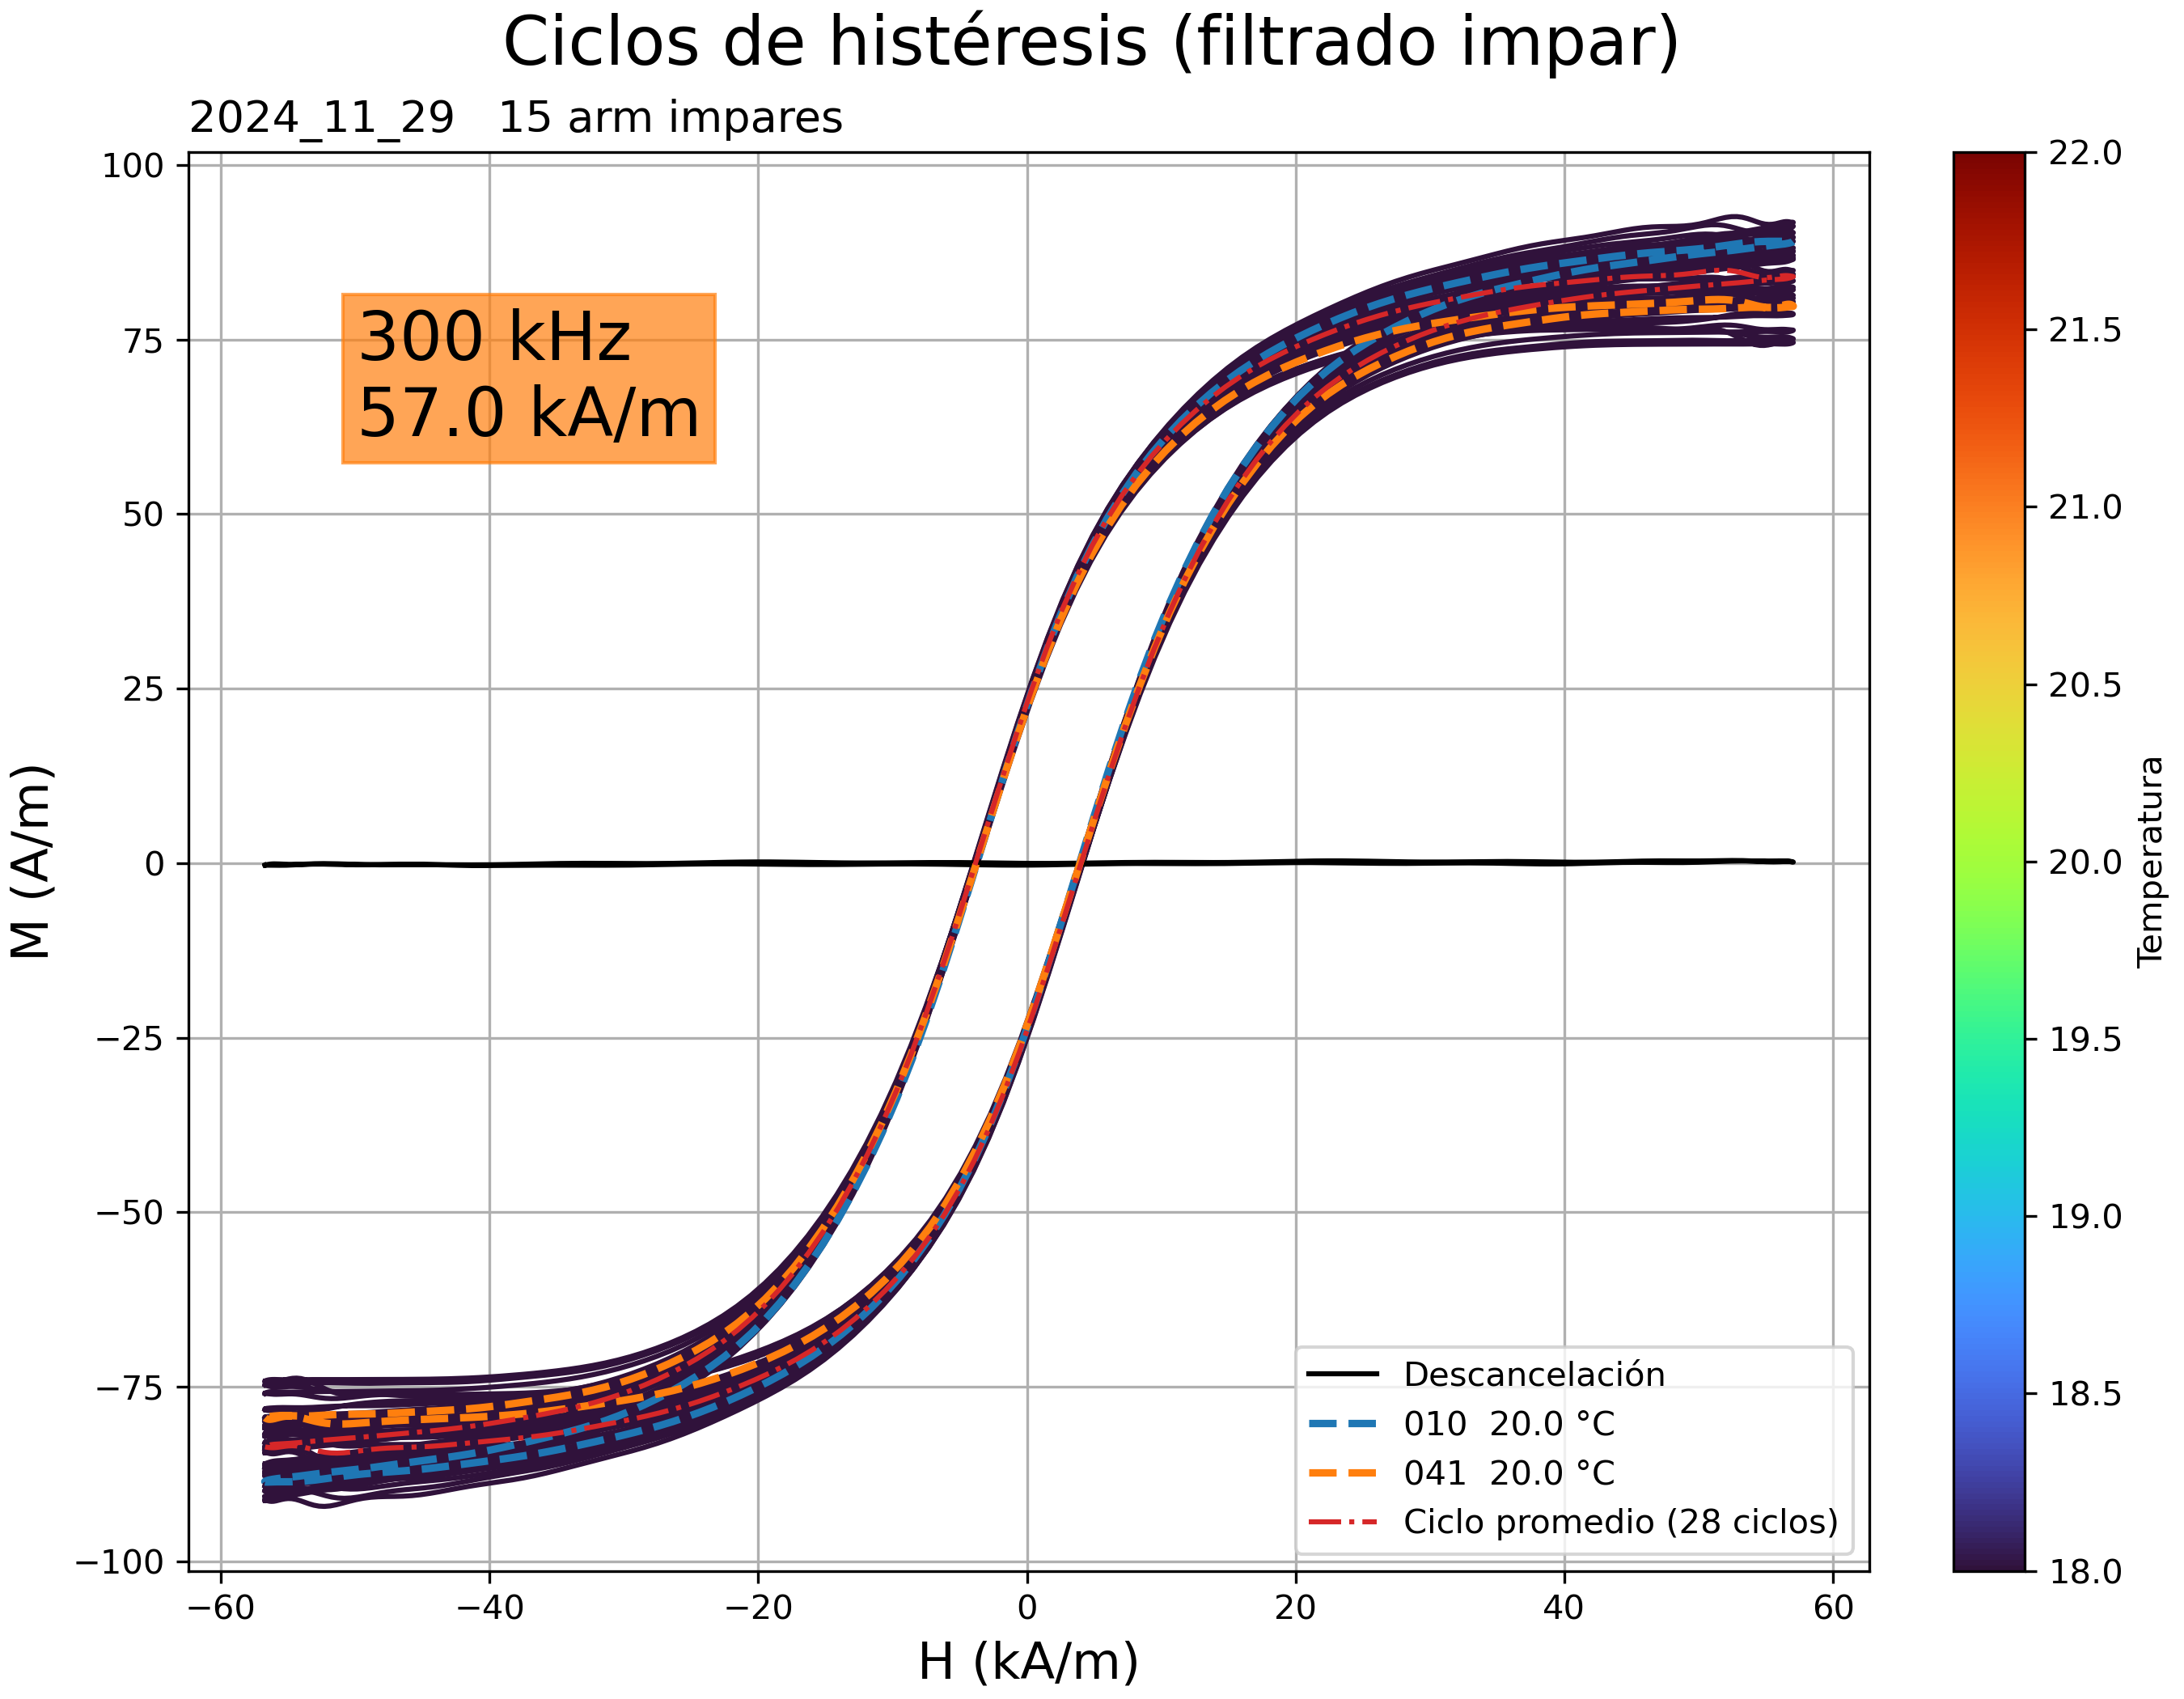 Ciclos de histéresis (filtrado impar)
2024_11_29   15 arm impares
300 kHz
57.0 kA/m
M (A/m)
100
75
50
25
0
−25
−50
−75
−100
−60
−40
−20
0
20
40
60
H (kA/m)
Descancelación
010  20.0 °C
041  20.0 °C
Ciclo promedio (28 ciclos)
22.0
21.5
21.0
20.5
20.0
19.5
19.0
18.5
18.0
Temperatura